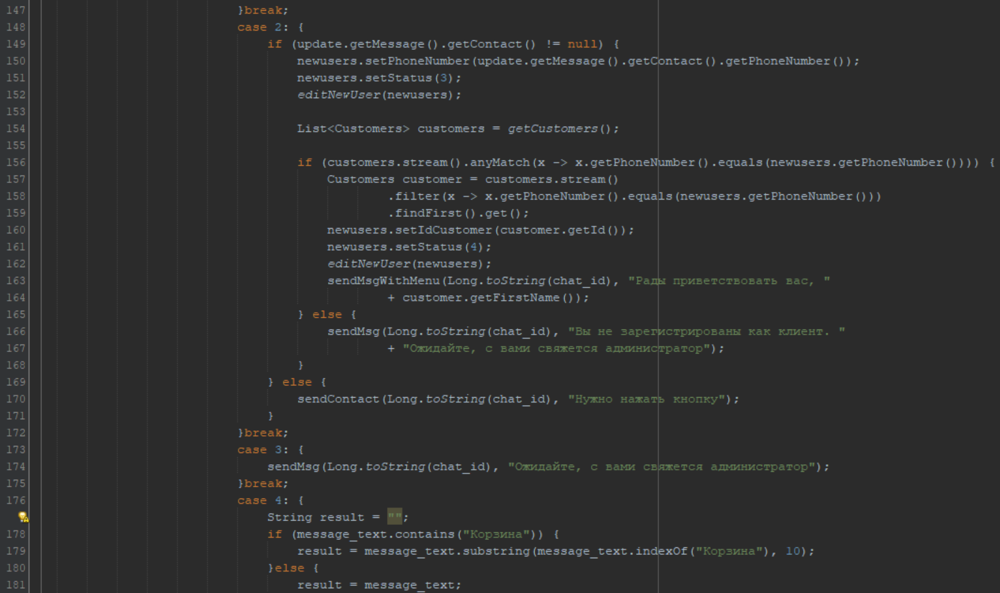 147 }break;
148 case 2: {
149 if (update.getMessage().getContact() != null) {
150 newusers.setPhoneNumber(update.getMessage().getContact().getPhoneNumber());
151 newusers.setStatus(3);
152 editNewUser(newusers);
153
154 List<Customers> customers = getCustomers();
155
156 if (customers.stream().anyMatch(x -> x.getPhoneNumber().equals(newusers.getPhoneNumber()))) {
157 Customers customer = customers.stream()
158 .filter(x -> x.getPhoneNumber().equals(newusers.getPhoneNumber()))
159 .findFirst().get();
160 newusers.setIdCustomer(customer.getId());
161 newusers.setStatus(4);
162 editNewUser(newusers);
163 sendMsgWithMenu(Long.toString(chat_id), "Рады приветствовать вас, "
164 + customer.getFirstName());
165 } else {
166 sendMsg(Long.toString(chat_id), "Вы не зарегистрированы как клиент. "
167 + "Ожидайте, с вами свяжется администратор");
168 }
169 } else {
170 sendContact(Long.toString(chat_id), "Нужно нажать кнопку");
171 }
172 }break;
173 case 3: {
174 sendMsg(Long.toString(chat_id), "Ожидайте, с вами свяжется администратор");
175 }break;
176 case 4: {
String result = "";
178 if (message_text.contains("Корзина")) {
179 result = message_text.substring(message_text.indexOf("Корзина"), 10);
180 }else {
181 result = message_text;